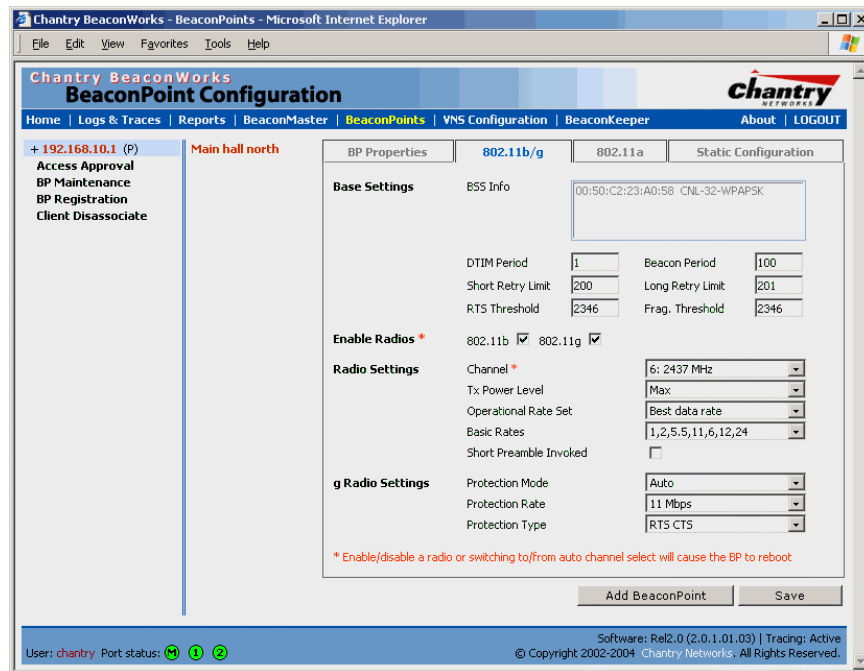 Chantry BeaconWorks - BeaconPoints - Microsoft Internet Explorer
File Edit View Favorites Tools Help
Chantry BeaconWorks
BeaconPoint Configuration
Chantry
NETWORKS
Home | Logs & Traces | Reports | BeaconMaster | BeaconPoints | VNS Configuration | BeaconKeeper About | LOGOUT
+ 192.168.10.1 (P)
Access Approval
BP Maintenance
BP Registration
Client Disassociate
Main hall north
BP Properties 802.11b/g 802.11a Static Configuration
Base Settings BSS Info 00:50:C2:23:A0:58 CNL-32-WPAPSK
DTIM Period 1 Beacon Period 100
Short Retry Limit 200 Long Retry Limit 201
RTS Threshold 2346 Frag. Threshold 2346
Enable Radios * 802.11b 802.11g
Radio Settings Channel * 6: 2437 MHz
Tx Power Level Max
Operational Rate Set Best data rate
Basic Rates 1,2,5.5,11,6,12,24
Short Preamble Invoked
g Radio Settings Protection Mode Auto
Protection Rate 11 Mbps
Protection Type RTS CTS
* Enable/disable a radio or switching to/from auto channel select will cause the BP to reboot
Add BeaconPoint Save
Software: Rel2.0 (2.0.1.01.03) | Tracing: Active
User: chantry Port status: M 1 2 © Copyright 2002-2004 Chantry Networks. All Rights Reserved.